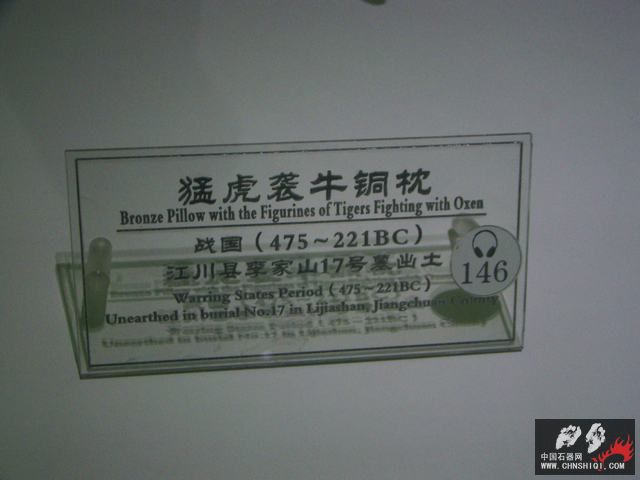 猛虎袭牛铜枕
Bronze Pillow with the Figurines of Tigers Fighting with Oxen
战国（475～221BC）
江川县李家山17号墓出土
146
Warring States Period（475～221BC）
Unearthed in burial No.17 in Lijiashan, Jiangchuan County
中国石器网
WWW.CHNSHIQI.COM